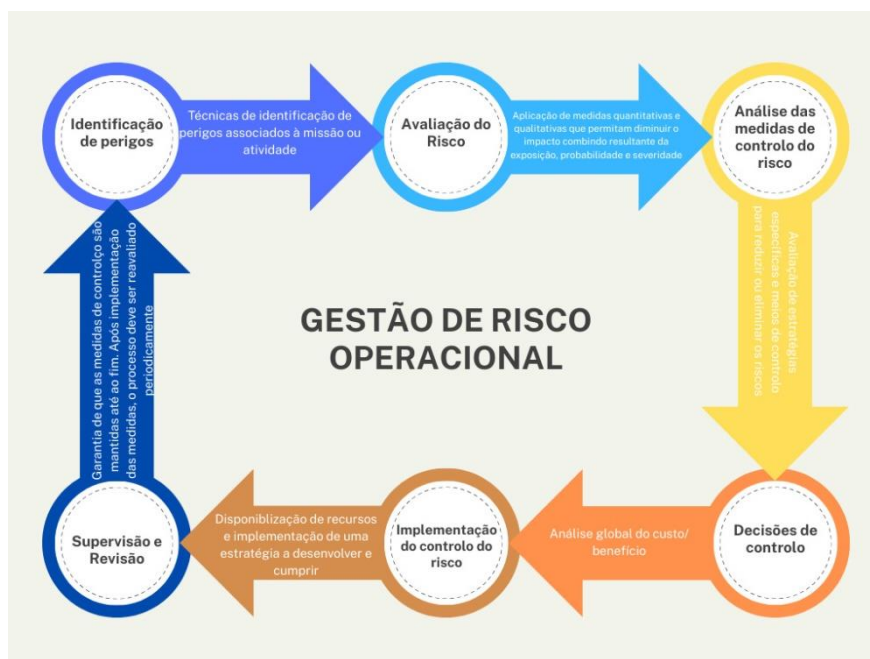 Identificação
de perigos
Técnicas de identificação de
perigos associados à missão ou
atividade
Avaliação do
Risco
Aplicação de medidas quantitativas e
qualitativas que permitam diminuir o
impacto combindo resultante da
exposição, probabilidade e severidade
Análise das
medidas de
controlo do
risco
Avaliação de estratégias
específicas e meios de controlo
para reduzir ou eliminar os riscos
GESTÃO DE RISCO
OPERACIONAL
Decisões de
controlo
Análise global do custo/
benefício
Implementação
do controlo do
risco
Disponiblização de recursos
e implementação de uma
estratégia a desenvolver e
cumprir
Supervisão e
Revisão
Garantia de que as medidas de controlço são
mantidas até ao fim. Após implementação
das medidas, o processo deve ser reavaliado
periodicamente